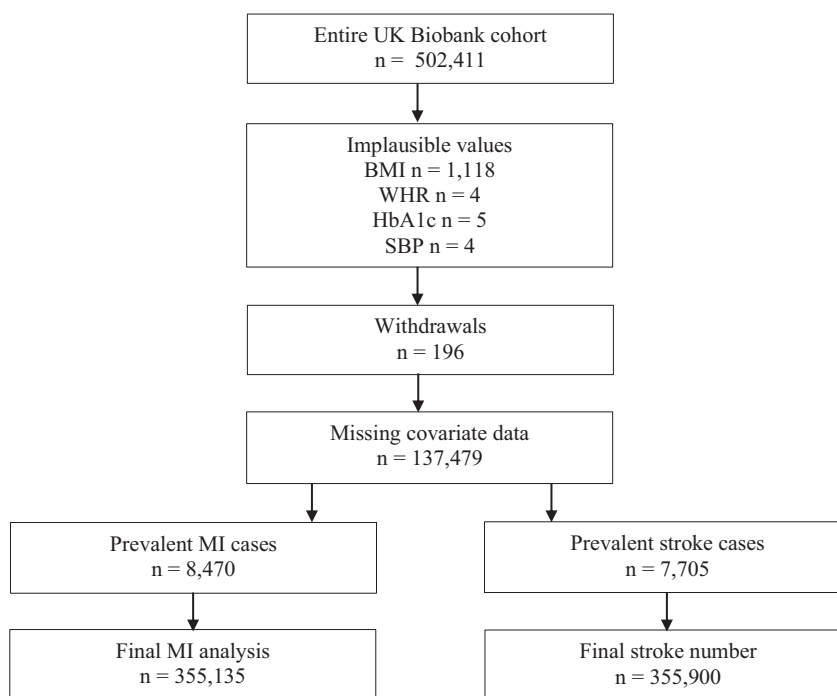 Entire UK Biobank cohort
n =  502,411
Implausible values
BMI n = 1,118
WHR n = 4
HbA1c n = 5
SBP n = 4
Withdrawals
n = 196
Missing covariate data
n = 137,479
Prevalent MI cases
n = 8,470
Prevalent stroke cases
n = 7,705
Final MI analysis
n = 355,135
Final stroke number
n = 355,900